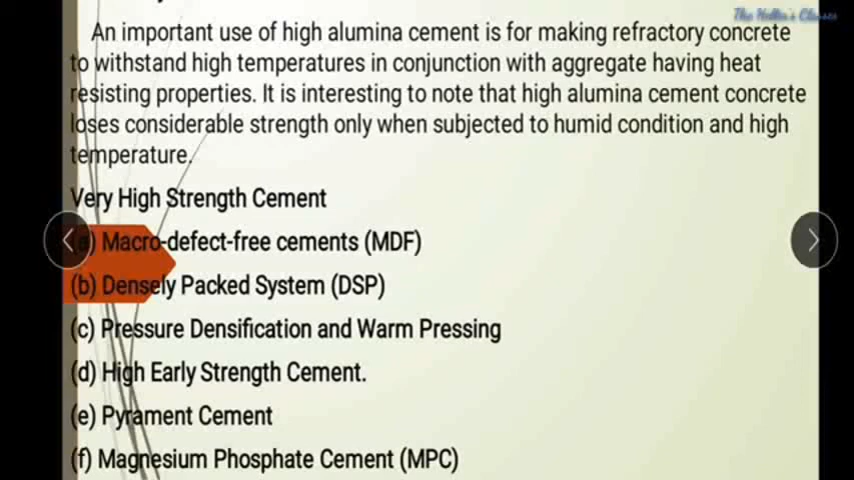 The Hitler's Classes
An important use of high alumina cement is for making refractory concrete
to withstand high temperatures in conjunction with aggregate having heat
resisting properties. It is interesting to note that high alumina cement concrete
loses considerable strength only when subjected to humid condition and high
temperature.
Very High Strength Cement
(a) Macro-defect-free cements (MDF)
(b) Densely Packed System (DSP)
(c) Pressure Densification and Warm Pressing
(d) High Early Strength Cement.
(e) Pyrament Cement
(f) Magnesium Phosphate Cement (MPC)